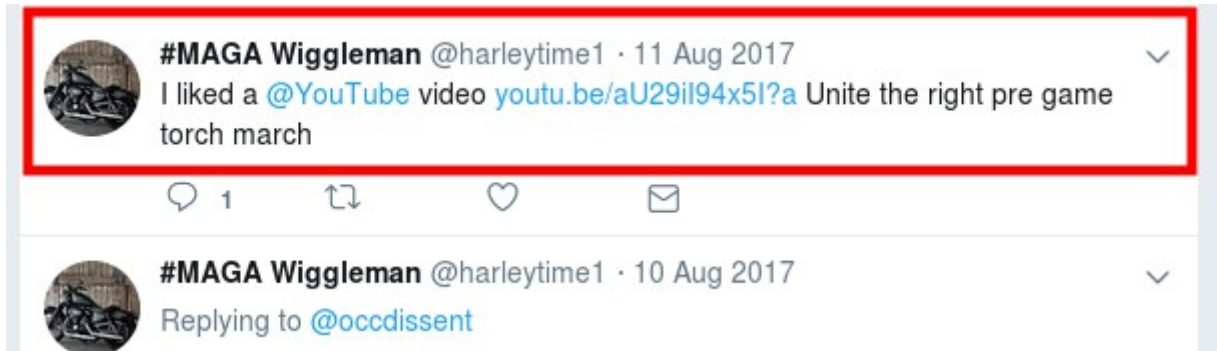 #MAGA Wiggleman @harleytime1 · 11 Aug 2017
I liked a @YouTube video youtu.be/aU29iI94x5I?a Unite the right pre game
torch march
1
#MAGA Wiggleman @harleytime1 · 10 Aug 2017
Replying to @occdissent